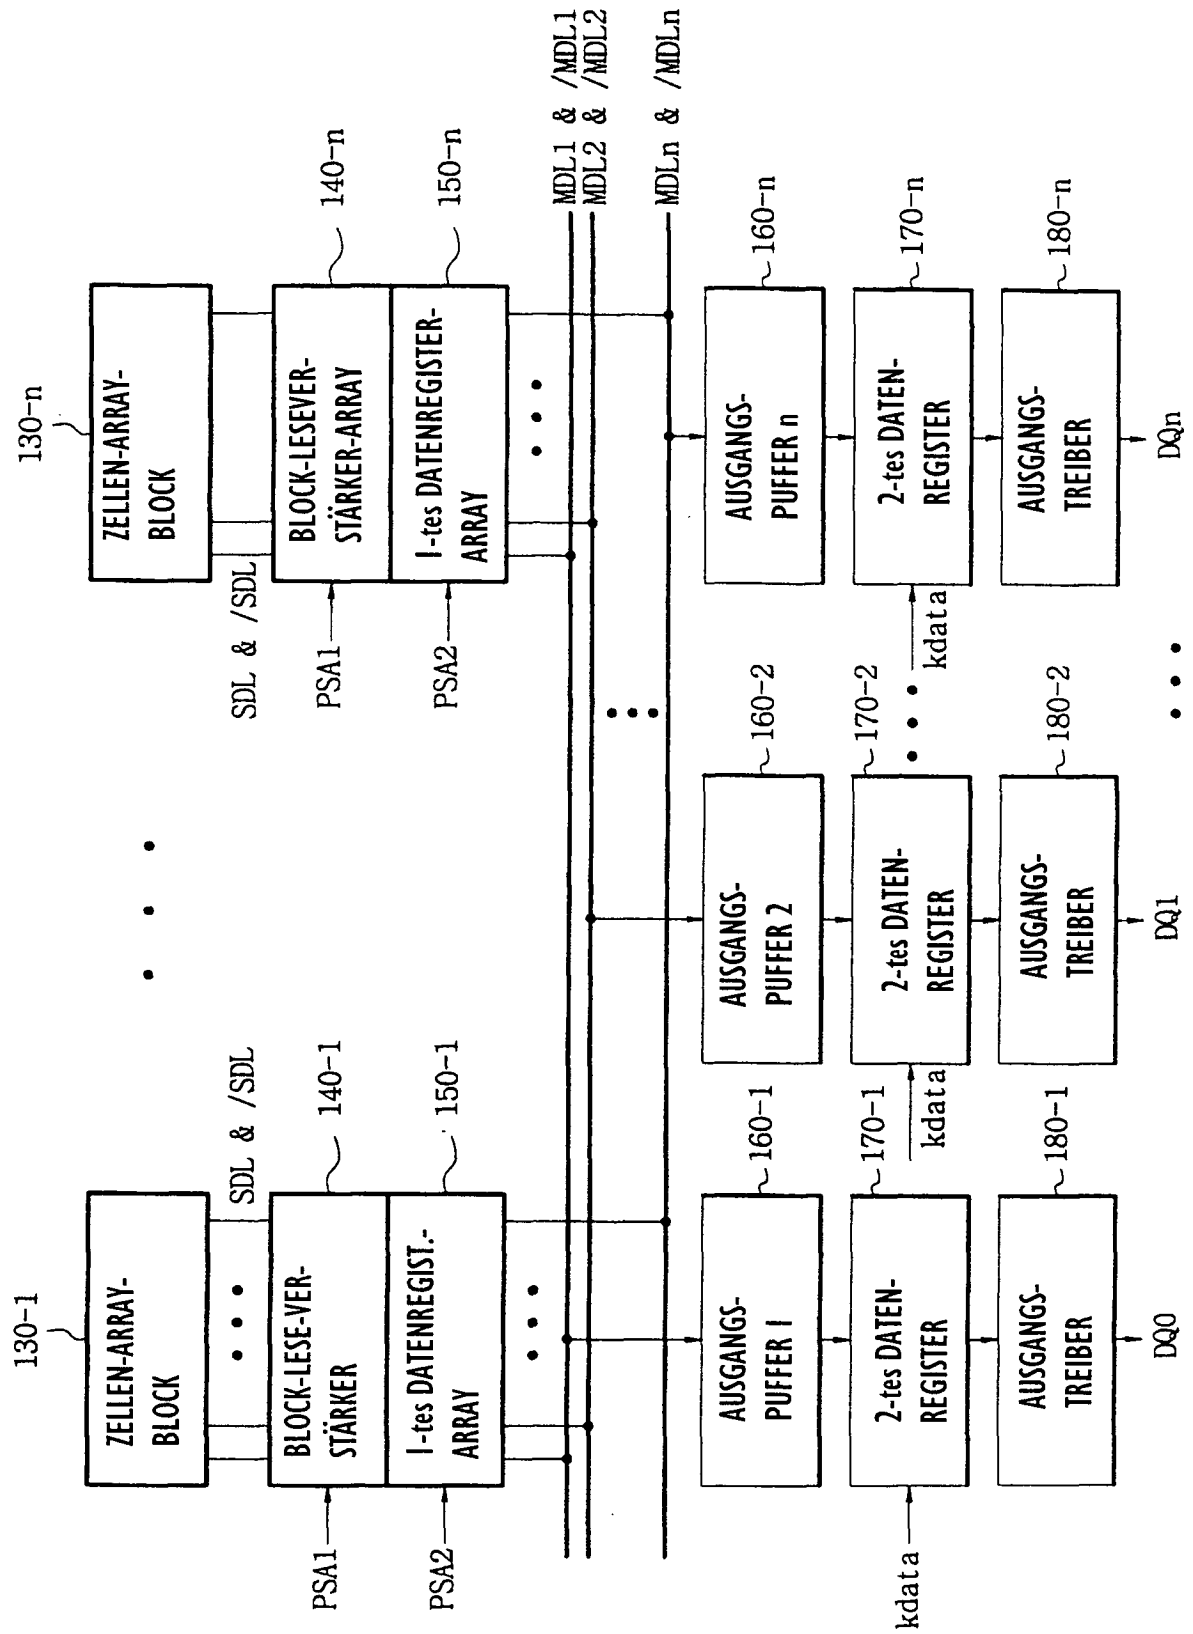 130-1
130-n
ZELLEN-ARRAY-
BLOCK
ZELLEN-ARRAY-
BLOCK
SDL & /SDL
SDL & /SDL
PSA1
BLOCK-LESE-VER-
STÄRKER
140-1
PSA1
BLOCK-LESEVER-
STÄRKER-ARRAY
140-n
PSA2
1-tes DATENREGIST.-
ARRAY
150-1
PSA2
1-tes DATENREGISTER-
ARRAY
150-n
MDL1 & /MDL1
MDL2 & /MDL2
MDLn & /MDLn
AUSGANGS-
PUFFER 1
160-1
AUSGANGS-
PUFFER 2
160-2
AUSGANGS-
PUFFER n
160-n
kdata
2-tes DATEN-
REGISTER
170-1
kdata
2-tes DATEN-
REGISTER
170-2
kdata
2-tes DATEN-
REGISTER
170-n
AUSGANGS-
TREIBER
180-1
AUSGANGS-
TREIBER
180-2
AUSGANGS-
TREIBER
180-n
DQ0
DQ1
DQn